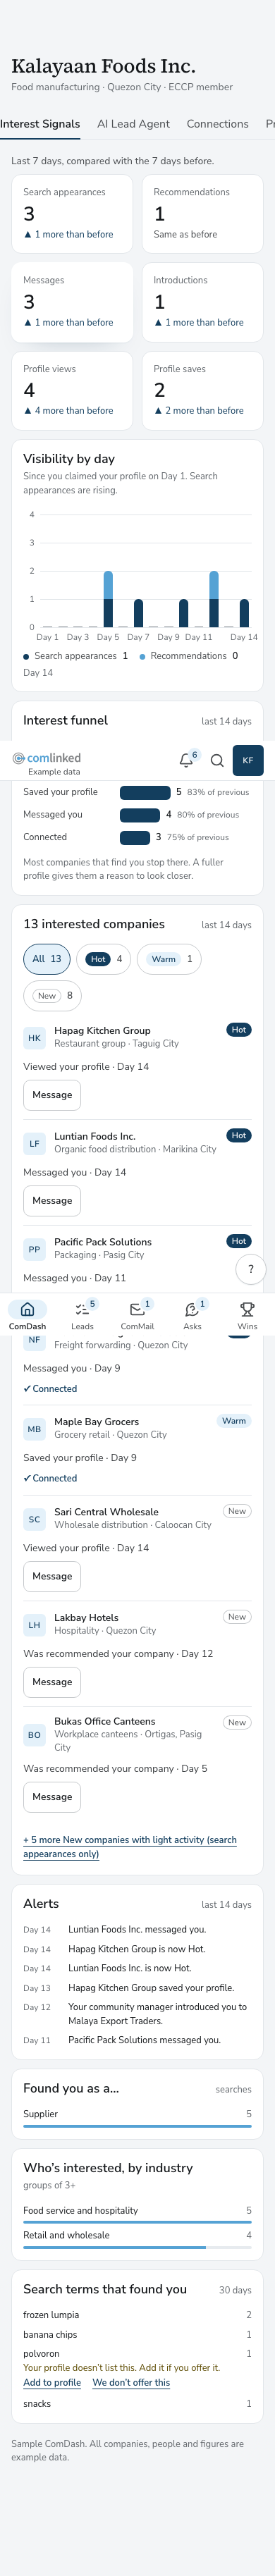 Kalayaan Foods Inc.
Food manufacturing · Quezon City · ECCP member
Interest Signals AI Lead Agent Connections
Last 7 days, compared with the 7 days before.
Search appearances
3
▲ 1 more than before
Recommendations
1
Same as before
Messages
3
▲ 1 more than before
Introductions
1
▲ 1 more than before
Profile views
4
▲ 4 more than before
Profile saves
2
▲ 2 more than before
Visibility by day
Since you claimed your profile on Day 1. Search
appearances are rising.
4
3
2
1
0
Day 1 Day 3 Day 5 Day 7 Day 9 Day 11 Day 14
Search appearances 1 Recommendations 0
Day 14
Interest funnel last 14 days
comlinked
Example data
6
KF
Saved your profile 5 83% of previous
Messaged you 4 80% of previous
Connected 3 75% of previous
Most companies that find you stop there. A fuller
profile gives them a reason to look closer.
13 interested companies last 14 days
All 13 Hot 4 Warm 1
New 8
HK Hapag Kitchen Group Hot
Restaurant group · Taguig City
Viewed your profile · Day 14
Message
LF Luntian Foods Inc. Hot
Organic food distribution · Marikina City
Messaged you · Day 14
Message
PP Pacific Pack Solutions Hot
Packaging · Pasig City
Messaged you · Day 11
?
5 1 1
ComDash Leads ComMail Asks Wins
NF
Freight forwarding · Quezon City
Messaged you · Day 9
✓ Connected
MB Maple Bay Grocers Warm
Grocery retail · Quezon City
Saved your profile · Day 9
✓ Connected
SC Sari Central Wholesale New
Wholesale distribution · Caloocan City
Viewed your profile · Day 14
Message
LH Lakbay Hotels New
Hospitality · Quezon City
Was recommended your company · Day 12
Message
BO Bukas Office Canteens New
Workplace canteens · Ortigas, Pasig
City
Was recommended your company · Day 5
Message
+ 5 more New companies with light activity (search
appearances only)
Alerts last 14 days
Day 14 Luntian Foods Inc. messaged you.
Day 14 Hapag Kitchen Group is now Hot.
Day 14 Luntian Foods Inc. is now Hot.
Day 13 Hapag Kitchen Group saved your profile.
Day 12 Your community manager introduced you to
Malaya Export Traders.
Day 11 Pacific Pack Solutions messaged you.
Found you as a… searches
Supplier 5
Who's interested, by industry
groups of 3+
Food service and hospitality 5
Retail and wholesale 4
Search terms that found you 30 days
frozen lumpia 2
banana chips 1
polvoron 1
Your profile doesn't list this. Add it if you offer it.
Add to profile We don't offer this
snacks 1
Sample ComDash. All companies, people and figures are
example data.